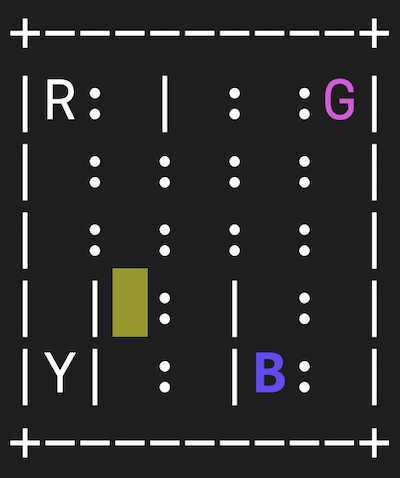 +---------+
|R: | : :G|
| : : : : |
| : : : : |
| | : | : |
|Y| : |B: |
+---------+